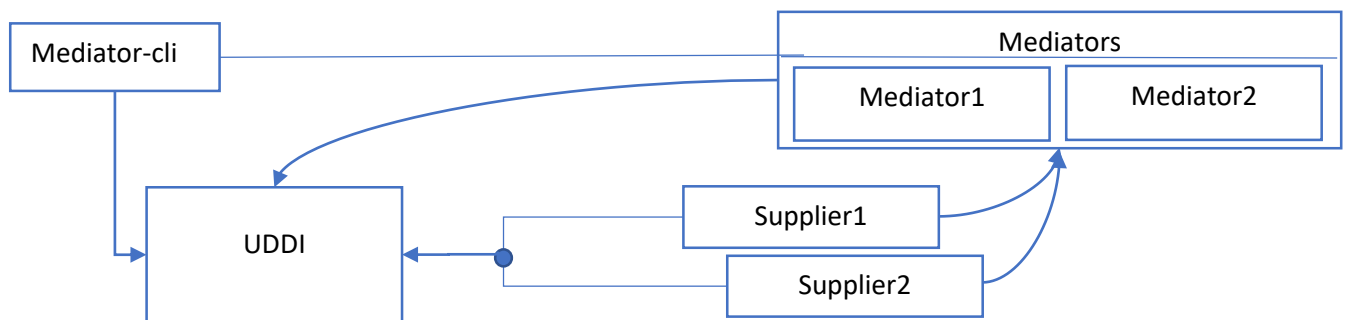 Mediator-cli
Mediators
Mediator1
Mediator2
Supplier1
UDDI
Supplier2